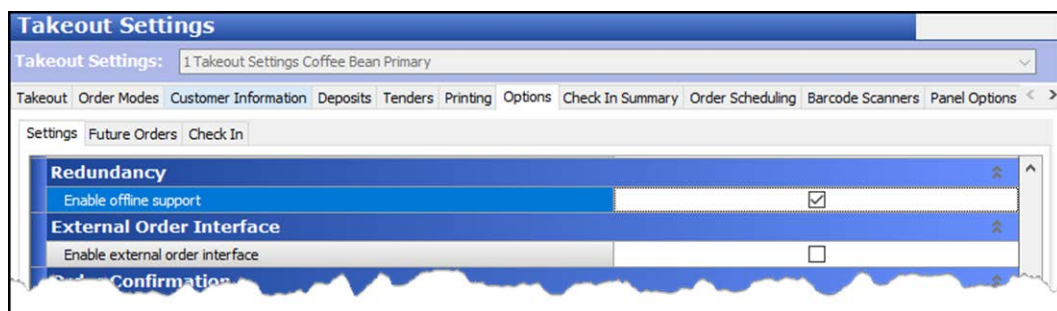 Takeout Settings
Takeout Settings: 1 Takeout Settings Coffee Bean Primary
Takeout Order Modes Customer Information Deposits Tenders Printing Options Check In Summary Order Scheduling Barcode Scanners Panel Options
Settings Future Orders Check In
Redundancy
Enable offline support
External Order Interface
Enable external order interface
Order Confirmation